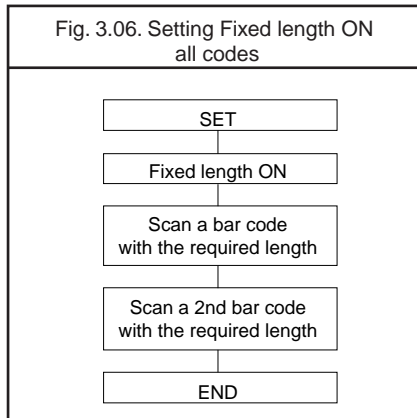 Fig. 3.06. Setting Fixed length ON
all codes
SET
Fixed length ON
Scan a bar code
with the required length
Scan a 2nd bar code
with the required length
END